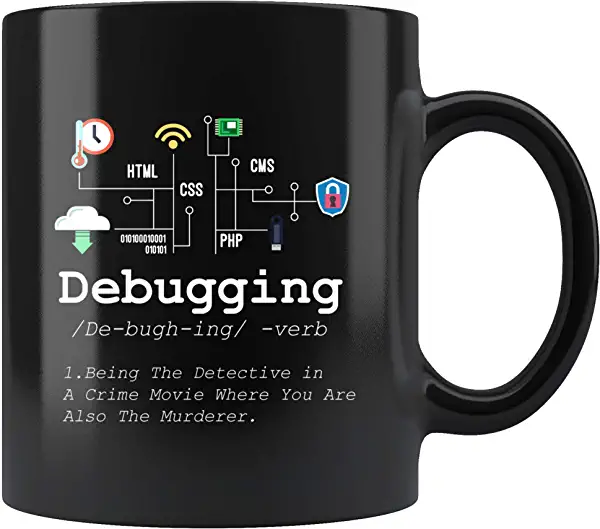 HTML
CSS
CMS
010100010001
010101
PHP
Debugging
/De-bugh-ing/ -verb
1.Being The Detective in
A Crime Movie Where You Are
Also The Murderer.